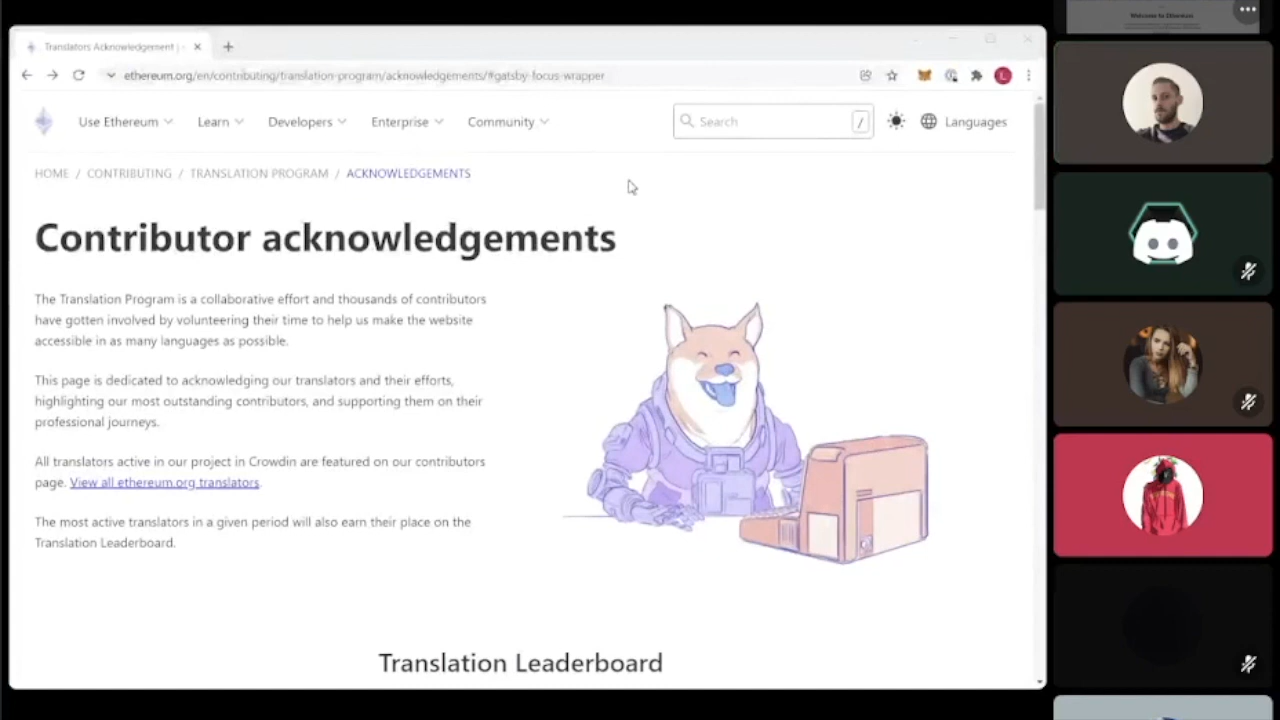 Translators Acknowledgement |
ethereum.org/en/contributing/translation-program/acknowledgements/#gatsby-focus-wrapper
L
Use Ethereum
Learn
Developers
Enterprise
Community
Search
/
Languages
HOME / CONTRIBUTING / TRANSLATION PROGRAM / ACKNOWLEDGEMENTS
Contributor acknowledgements
The Translation Program is a collaborative effort and thousands of contributors
have gotten involved by volunteering their time to help us make the website
accessible in as many languages as possible.
This page is dedicated to acknowledging our translators and their efforts,
highlighting our most outstanding contributors, and supporting them on their
professional journeys.
All translators active in our project in Crowdin are featured on our contributors
page. View all ethereum.org translators.
The most active translators in a given period will also earn their place on the
Translation Leaderboard.
Translation Leaderboard
Welcome to Ethereum